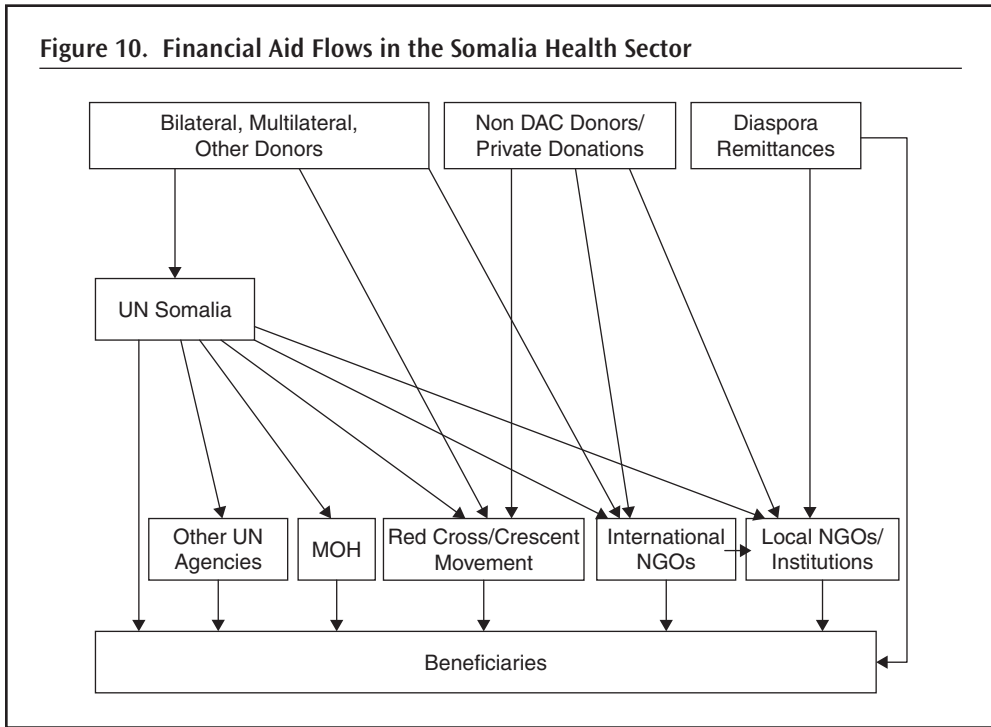 Figure 10. Financial Aid Flows in the Somalia Health Sector
Bilateral, Multilateral,
Other Donors
Non DAC Donors/
Private Donations
Diaspora
Remittances
UN Somalia
Other UN
Agencies
MOH
Red Cross/Crescent
Movement
International
NGOs
Local NGOs/
Institutions
Beneficiaries